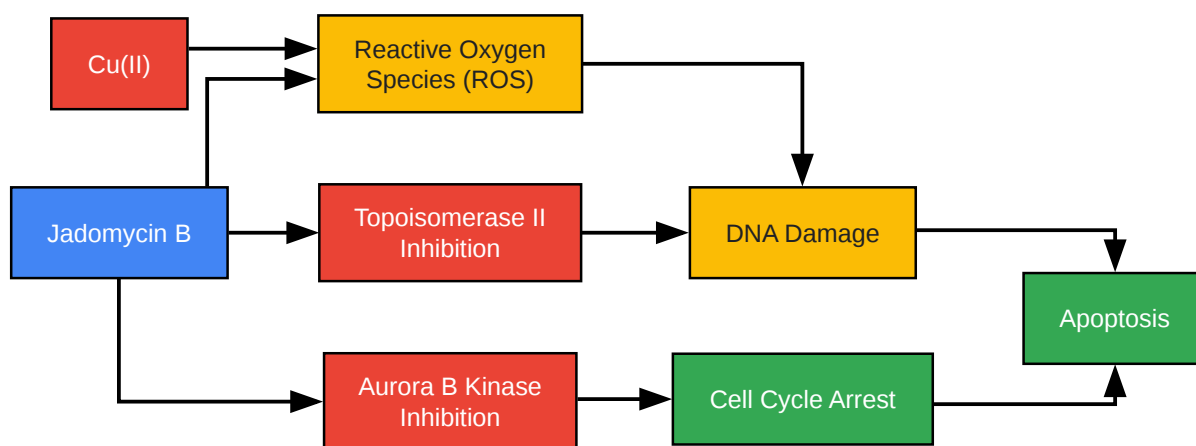 Cu(II)
Reactive Oxygen
Species (ROS)
Jadomycin B
Topoisomerase II
Inhibition
DNA Damage
Apoptosis
Aurora B Kinase
Inhibition
Cell Cycle Arrest